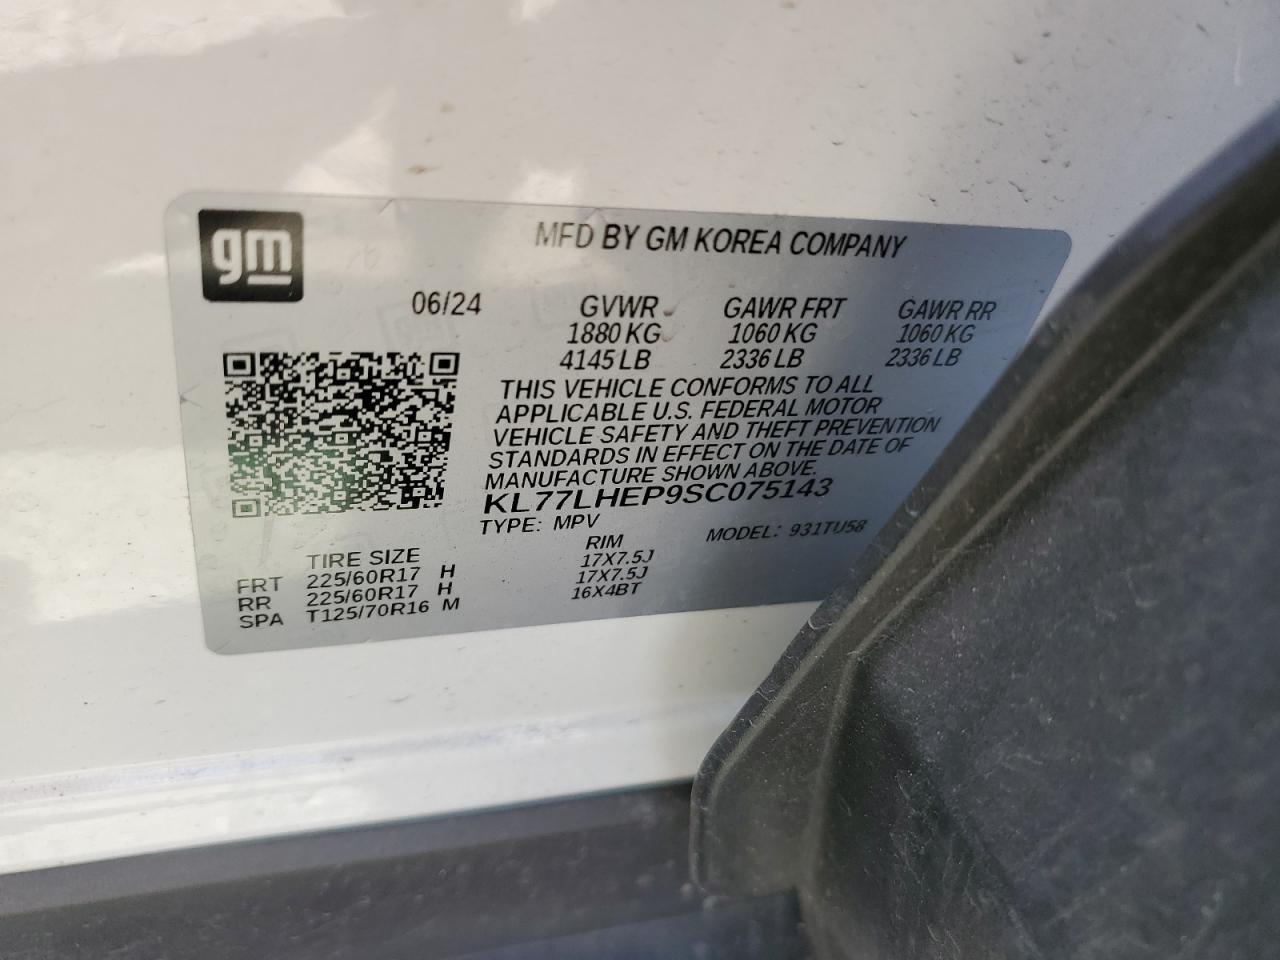 gm
MFD BY GM KOREA COMPANY
06/24 GVWR GAWR FRT GAWR RR
1880 KG 1060 KG 1060 KG
4145 LB 2336 LB 2336 LB
THIS VEHICLE CONFORMS TO ALL
APPLICABLE U.S. FEDERAL MOTOR
VEHICLE SAFETY AND THEFT PREVENTION
STANDARDS IN EFFECT ON THE DATE OF
MANUFACTURE SHOWN ABOVE.
KL77LHEP9SC075143
TYPE: MPV MODEL: 931TU58
TIRE SIZE RIM
FRT 225/60R17 H 17X7.5J
RR 225/60R17 H 17X7.5J
SPA T125/70R16 M 16X4BT